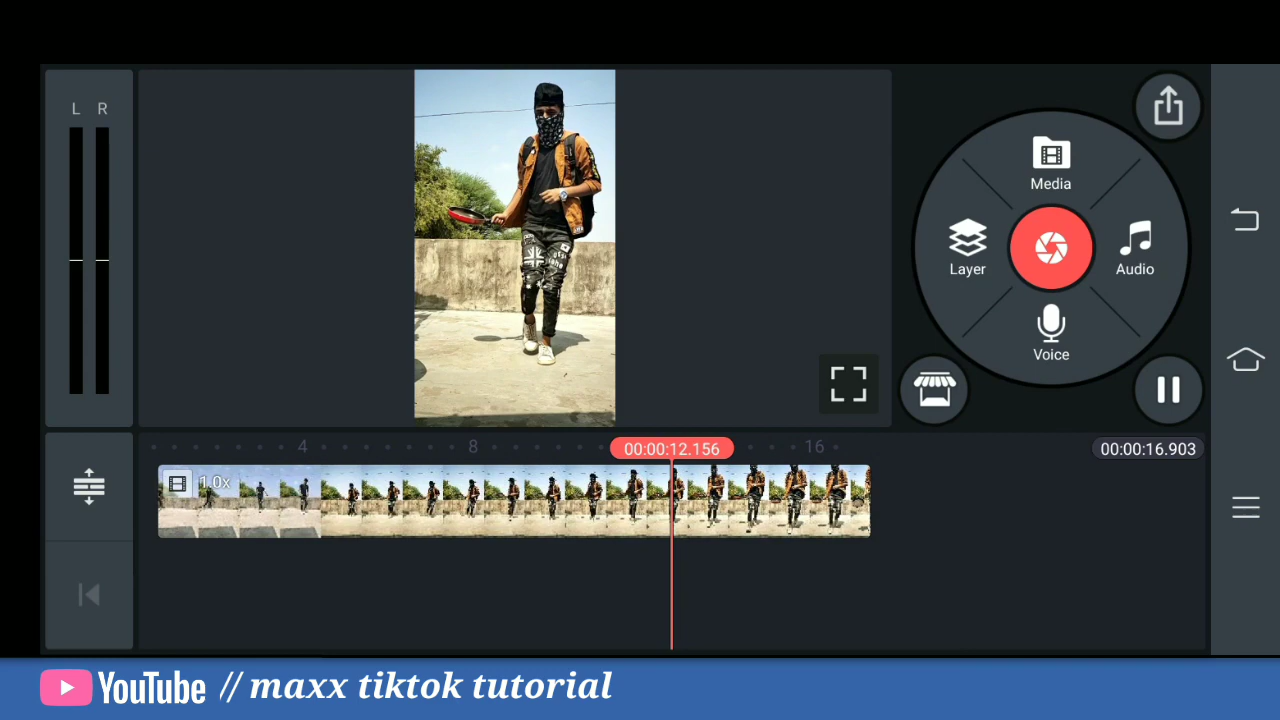 L R
Media
Layer
Audio
Voice
4 8 00:00:12.156 16 00:00:16.903
1.0x
YouTube // maxx tiktok tutorial